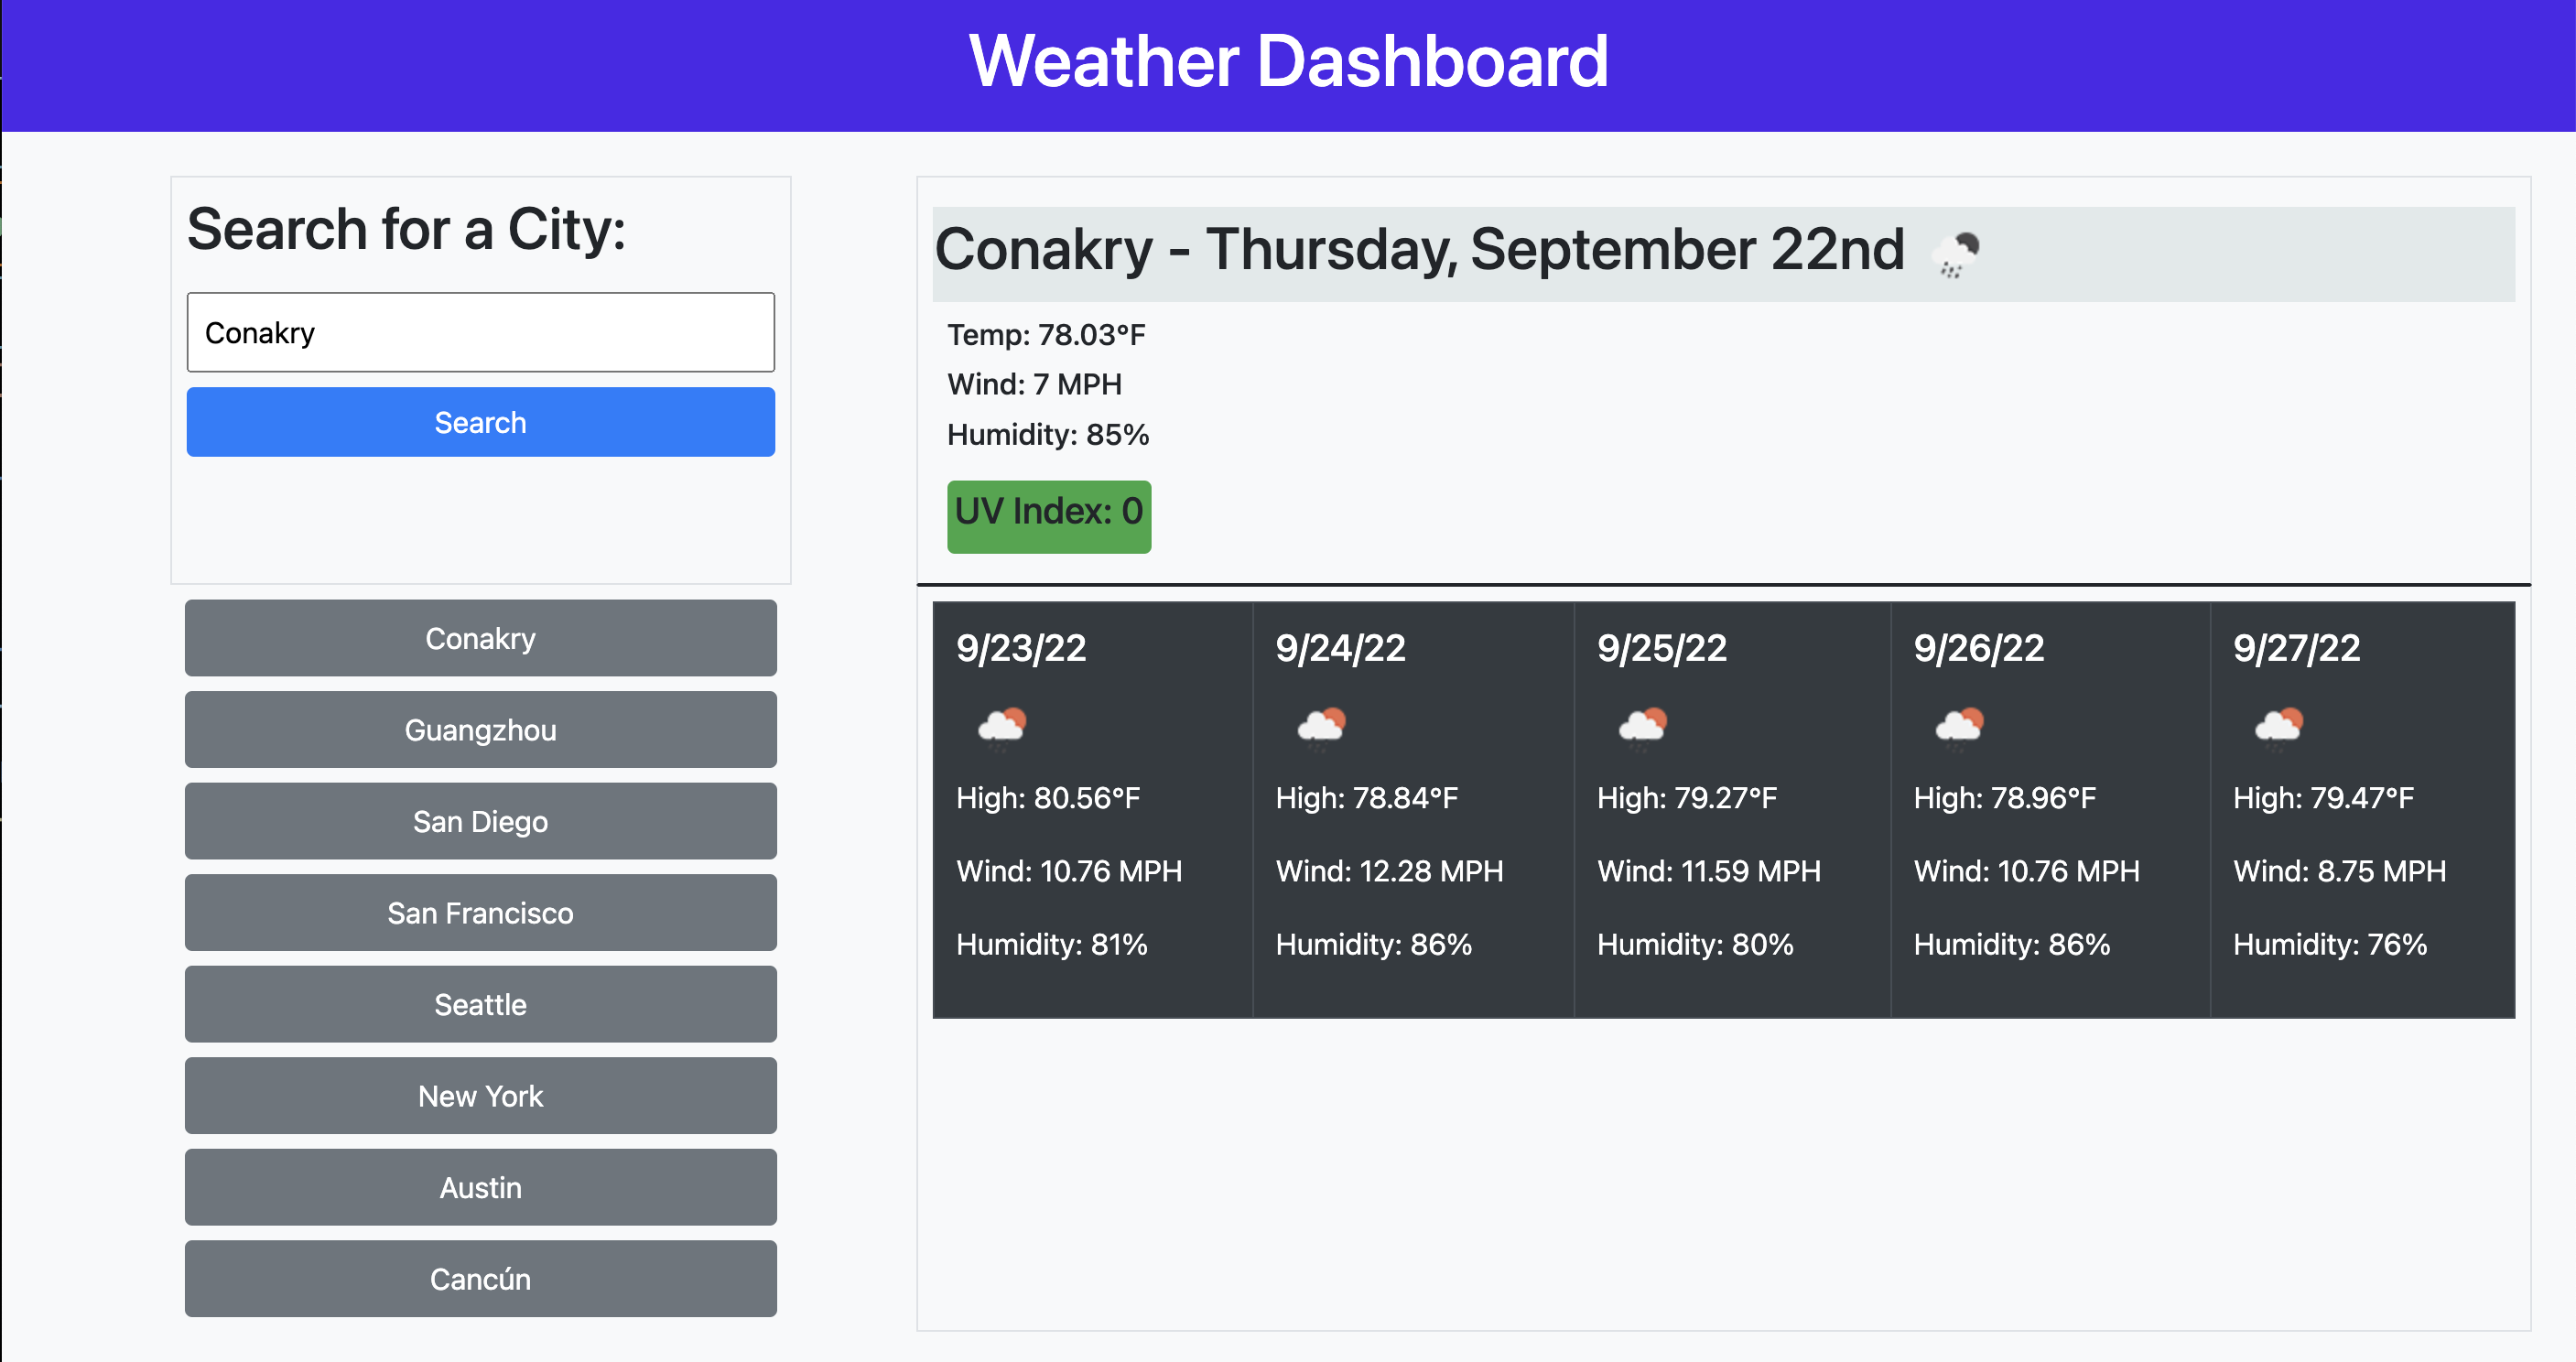 Weather Dashboard
Search for a City:
Conakry
Search
Conakry
Guangzhou
San Diego
San Francisco
Seattle
New York
Austin
Cancún
Conakry - Thursday, September 22nd
Temp: 78.03°F
Wind: 7 MPH
Humidity: 85%
UV Index: 0
9/23/22
High: 80.56°F
Wind: 10.76 MPH
Humidity: 81%
9/24/22
High: 78.84°F
Wind: 12.28 MPH
Humidity: 86%
9/25/22
High: 79.27°F
Wind: 11.59 MPH
Humidity: 80%
9/26/22
High: 78.96°F
Wind: 10.76 MPH
Humidity: 86%
9/27/22
High: 79.47°F
Wind: 8.75 MPH
Humidity: 76%